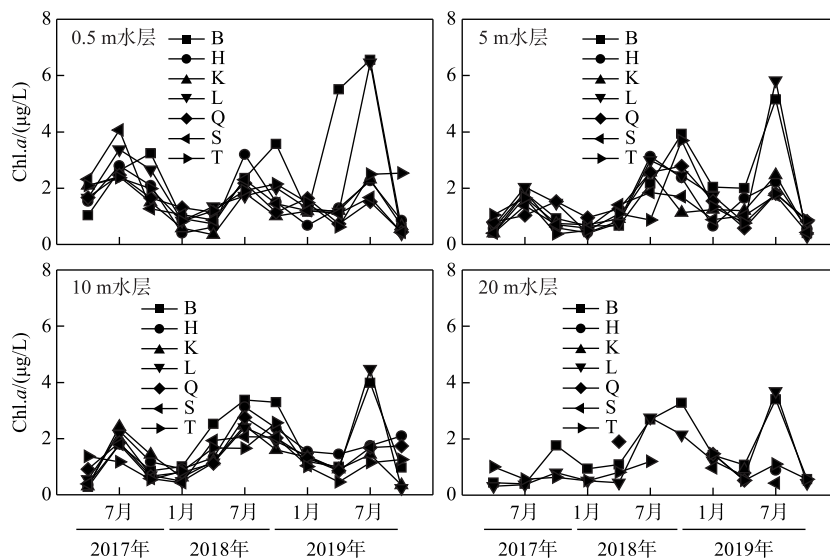 0.5 m水层
B
H
K
L
Q
S
T
8
6
4
2
0
Chl.a/(μg/L)
5 m水层
B
H
K
L
Q
S
T
8
6
4
2
0
Chl.a/(μg/L)
10 m水层
B
H
K
L
Q
S
T
8
6
4
2
0
Chl.a/(μg/L)
20 m水层
B
H
K
L
Q
S
T
8
6
4
2
0
Chl.a/(μg/L)
7月 1月 7月 1月 7月
2017年 2018年 2019年
7月 1月 7月 1月 7月
2017年 2018年 2019年